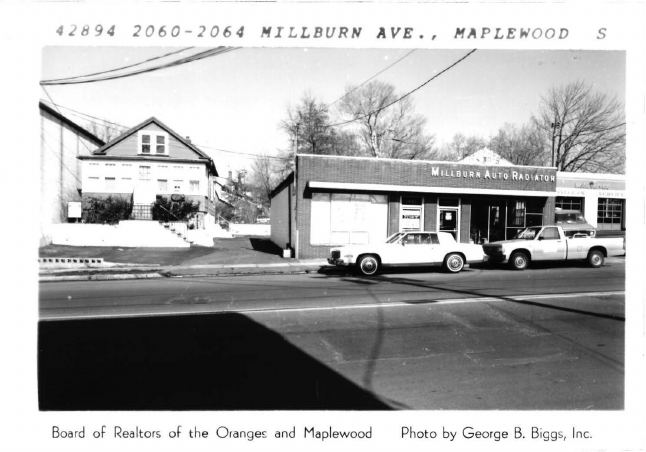 42894 2060-2064 MILLBURN AVE., MAPLEWOOD S
MILLBURN AUTO RADIATOR
Board of Realtors of the Oranges and Maplewood Photo by George B. Biggs, Inc.